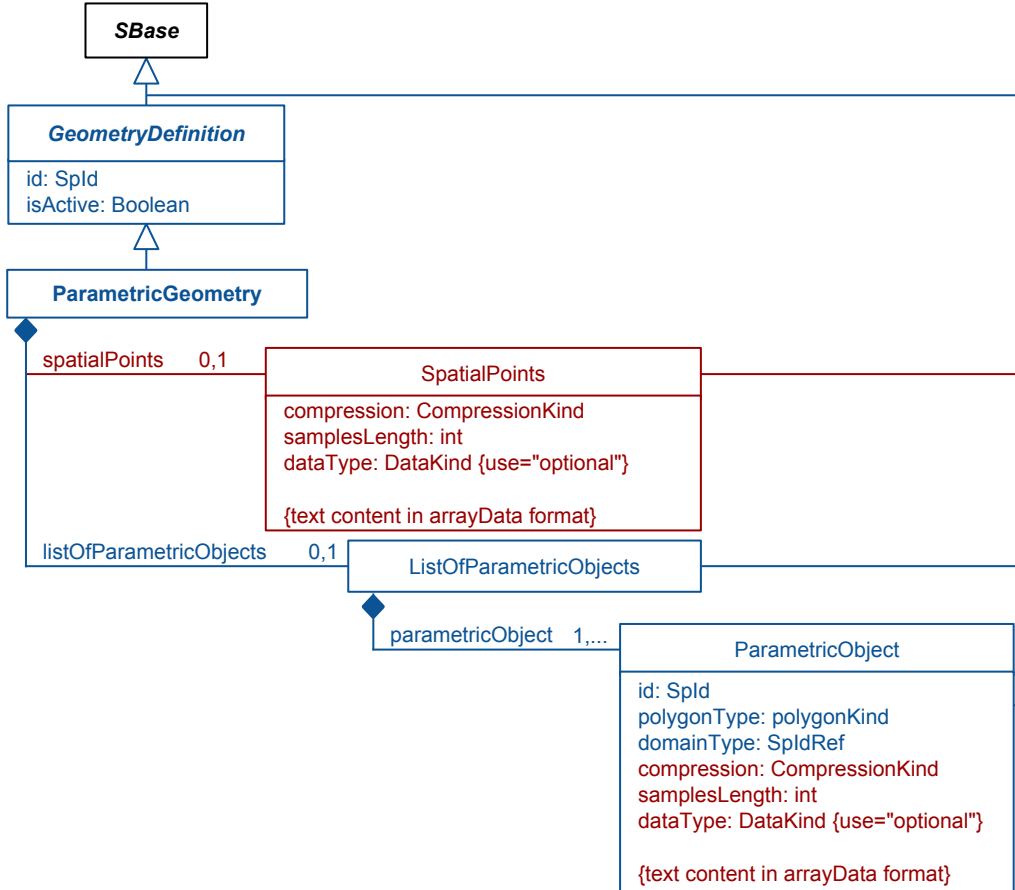 SBase
GeometryDefinition
id: SpId
isActive: Boolean
ParametricGeometry
spatialPoints 0,1
SpatialPoints
compression: CompressionKind
samplesLength: int
dataType: DataKind {use="optional"}
{text content in arrayData format}
listOfParametricObjects 0,1
ListOfParametricObjects
parametricObject 1,...
ParametricObject
id: SpId
polygonType: polygonKind
domainType: SpIdRef
compression: CompressionKind
samplesLength: int
dataType: DataKind {use="optional"}
{text content in arrayData format}